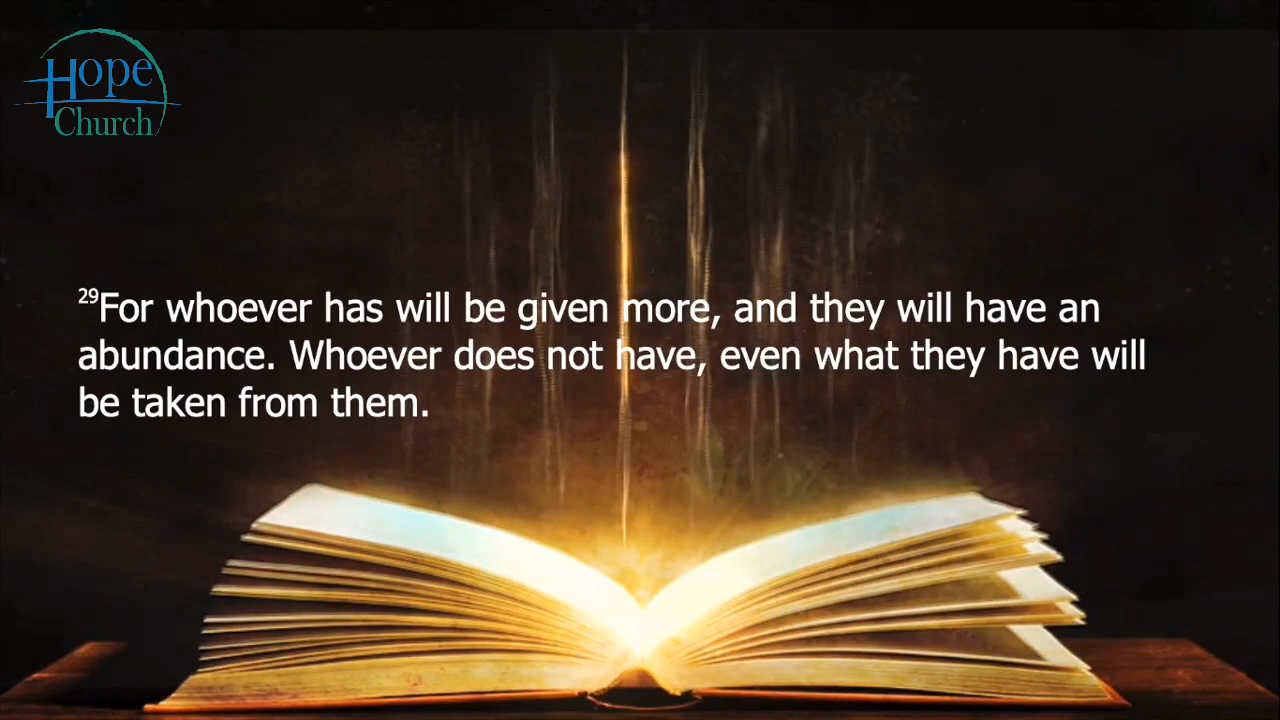 Hope
Church
29For whoever has will be given more, and they will have an
abundance. Whoever does not have, even what they have will
be taken from them.